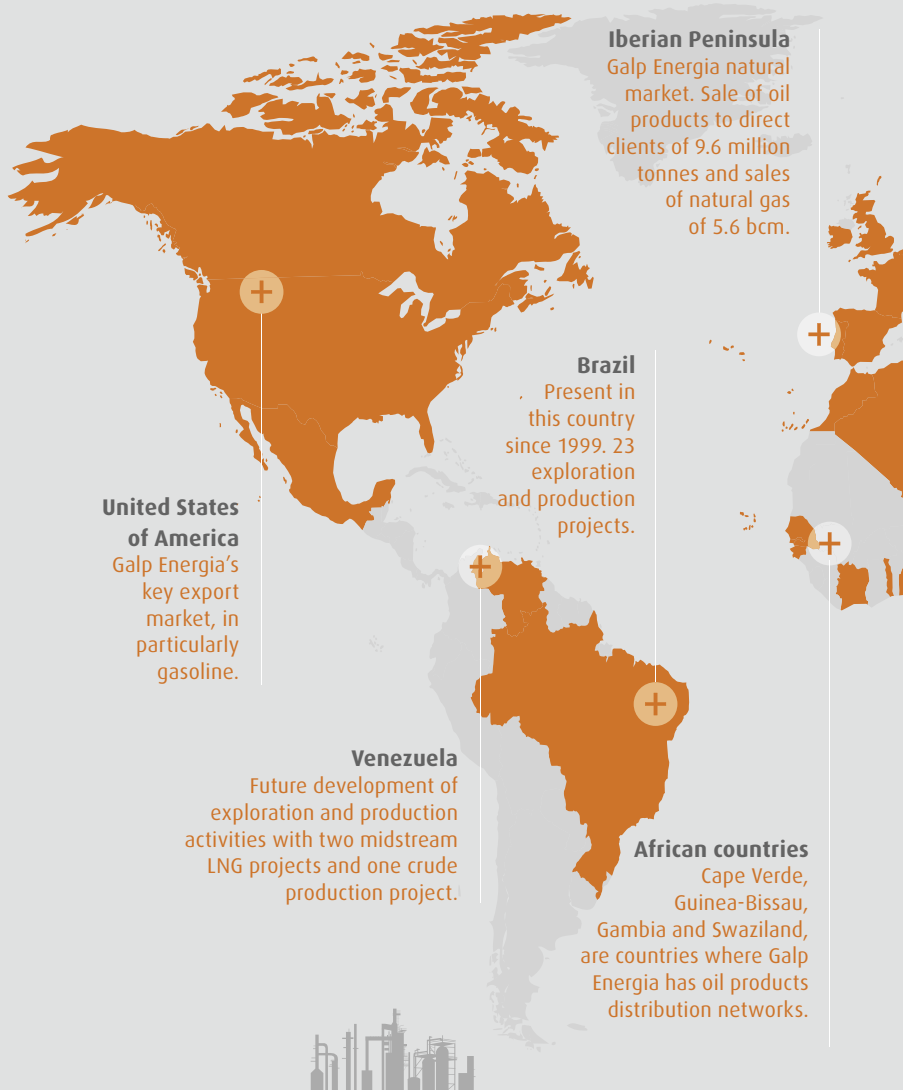 Iberian Peninsula
Galp Energia natural
market. Sale of oil
products to direct
clients of 9.6 million
tonnes and sales
of natural gas
of 5.6 bcm.
Brazil
Present in
this country
since 1999. 23
exploration
and production
projects.
United States
of America
Galp Energia's
key export
market, in
particularly
gasoline.
Venezuela
Future development of
exploration and production
activities with two midstream
LNG projects and one crude
production project.
African countries
Cape Verde,
Guinea-Bissau,
Gambia and Swaziland,
are countries where Galp
Energia has oil products
distribution networks.